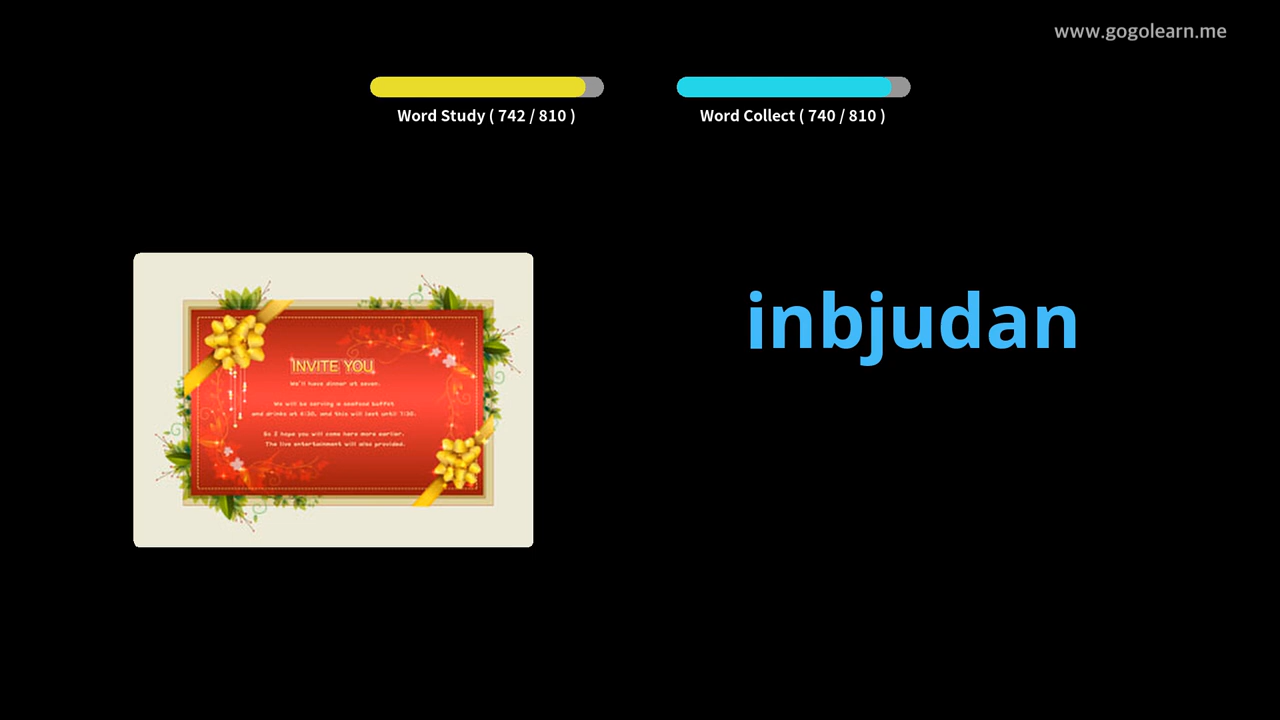 www.gogolearn.me
Word Study ( 742 / 810 )
Word Collect ( 740 / 810 )
inbjudan
INVITE YOU
We'll have dinner at seven.
We will be serving a seafood buffet
and drinks at 6:30, and this will last until 7:30.
So I hope you will come here more earlier.
The live entertainment will also provided.